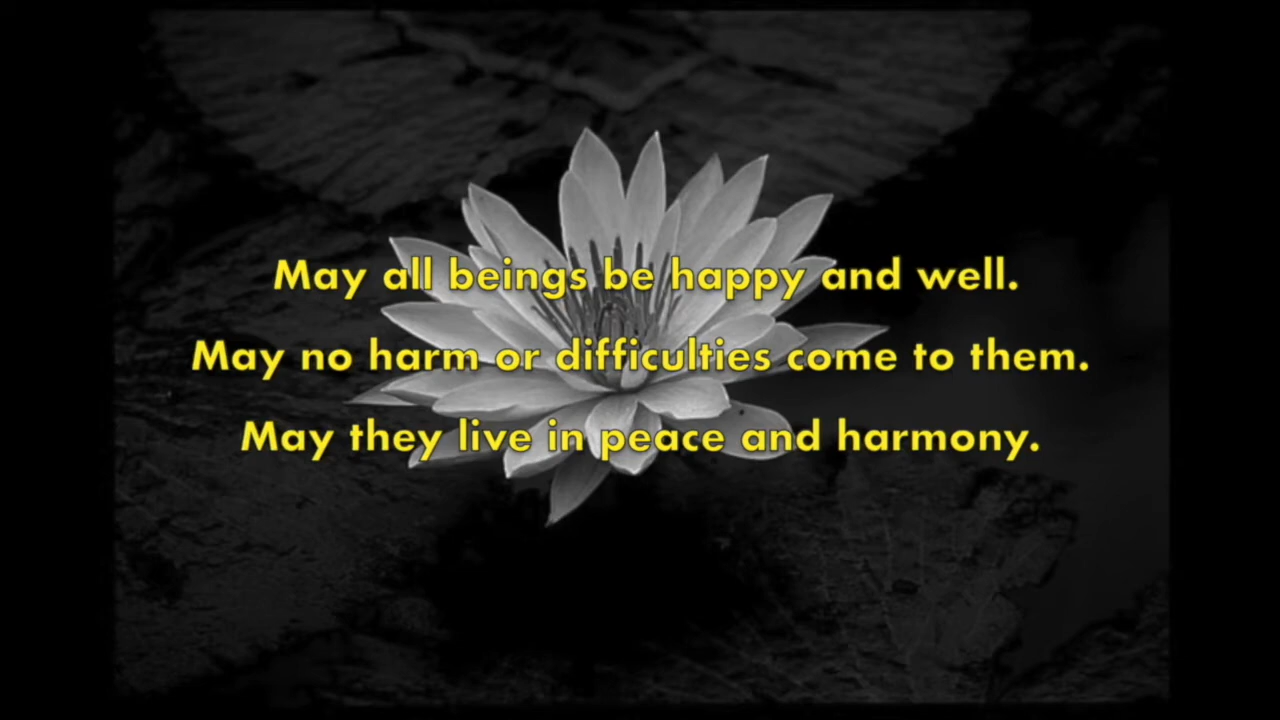 May all beings be happy and well.
May no harm or difficulties come to them.
May they live in peace and harmony.